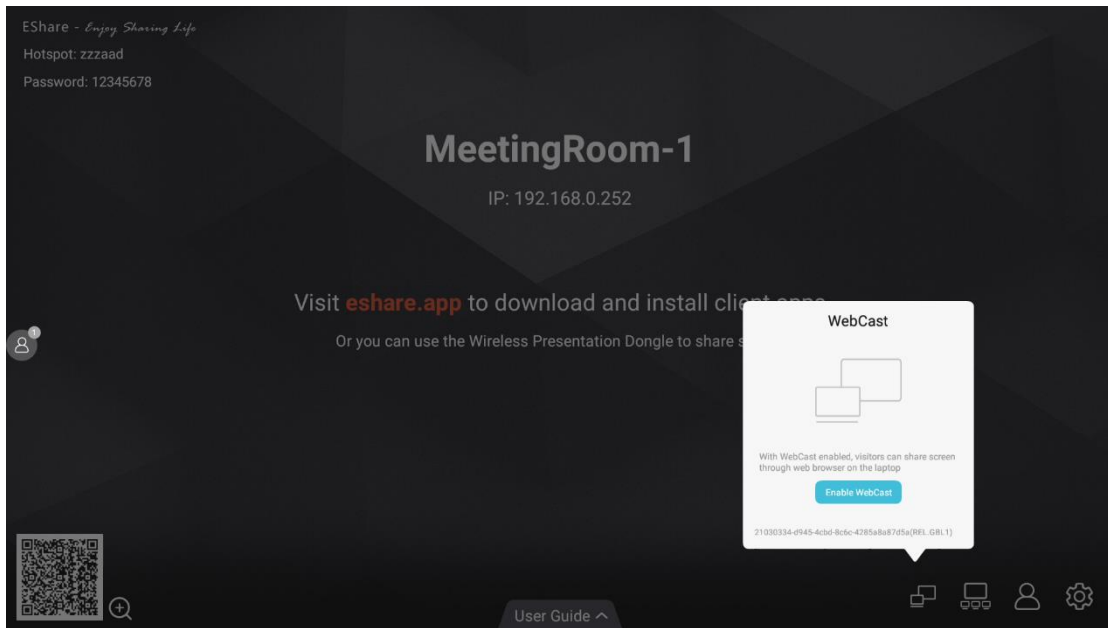 EShare - Enjoy Sharing Life
Hotspot: zzzaad
Password: 12345678
MeetingRoom-1
IP: 192.168.0.252
Visit eshare.app to download and install client apps
Or you can use the Wireless Presentation Dongle to share s
1
WebCast
With WebCast enabled, visitors can share screen
through web browser on the laptop
Enable WebCast
21030334-d945-4cbd-8c6c-4285a8a87d5a(REL.GBL1)
User Guide